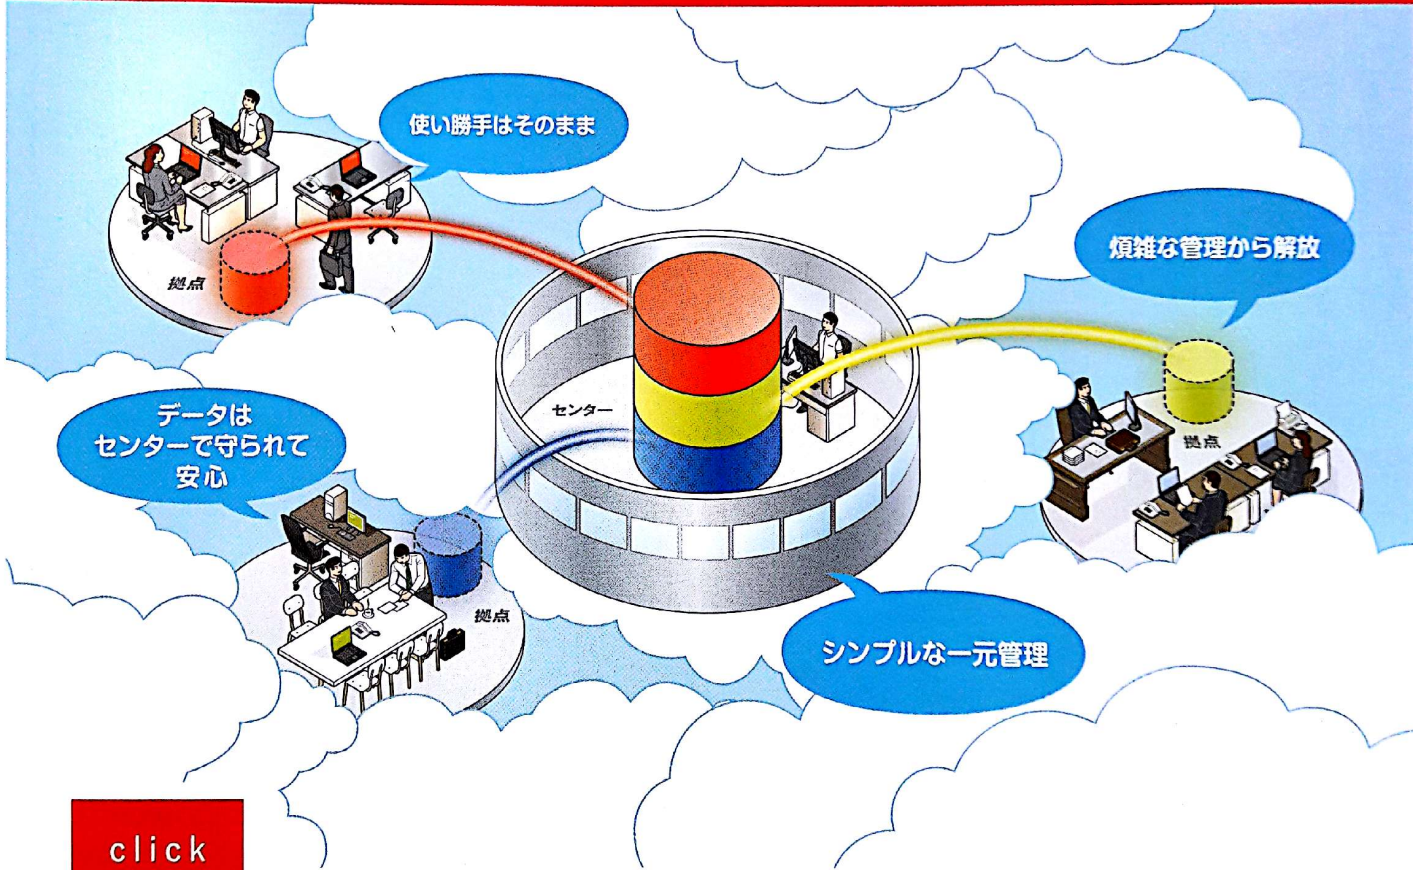 使い勝手はそのまま
煩雑な管理から解放
拠点
センター
データは
センターで守られて
安心
拠点
拠点
シンプルな一元管理
click